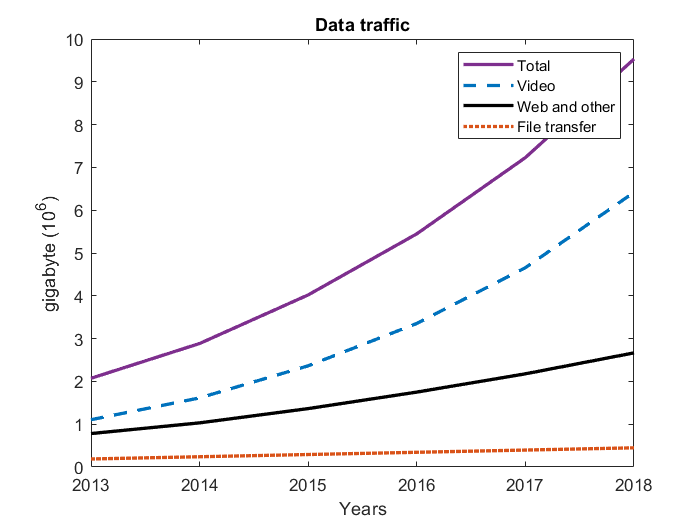 Data traffic
10
9
8
7
6
5
4
3
2
1
0
gigabyte (10^6)
Total
Video
Web and other
File transfer
2013 2014 2015 2016 2017 2018
Years